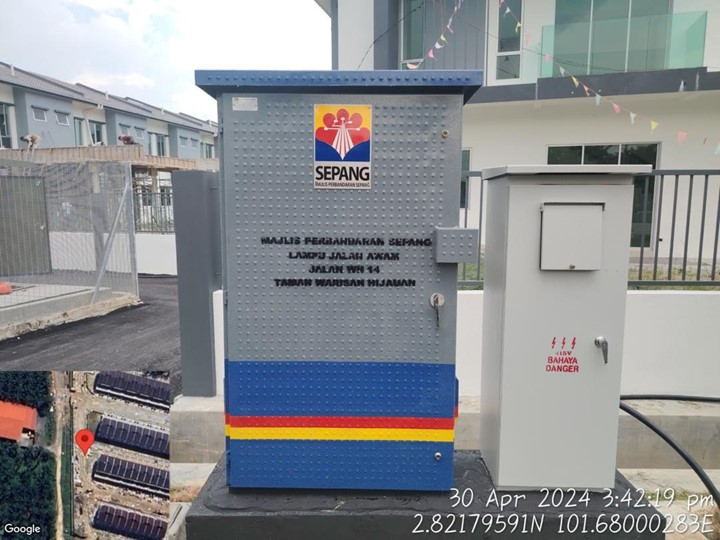 SEPANG
MAJLIS PERBANDARAN SEPANG
MAJLIS PERBANDARAN SEPANG
LAMPU JALAN AWAM
JALAN WH 14
TAMAN WARISAN HIJAUAN
415V
BAHAYA
DANGER
Google
30 Apr 2024 3:42:19 pm
2.82179591N 101.68000283E